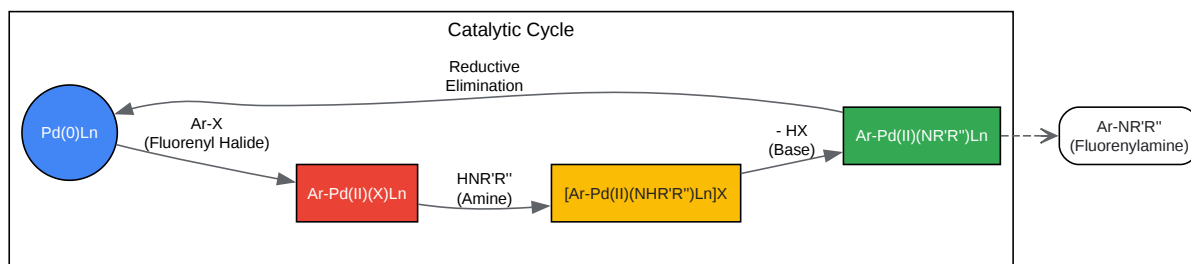 Catalytic Cycle
Reductive
Elimination
Pd(0)Ln
Ar-X
(Fluorenyl Halide)
Ar-Pd(II)(X)Ln
HNR'R''
(Amine)
[Ar-Pd(II)(NHR'R'')Ln]X
- HX
(Base)
Ar-Pd(II)(NR'R'')Ln
Ar-NR'R''
(Fluorenylamine)